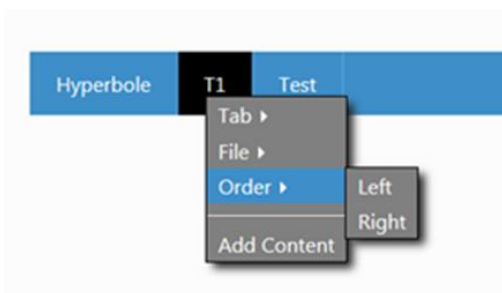 Hyperbole T1 Test
Tab
File
Order
Left
Right
Add Content